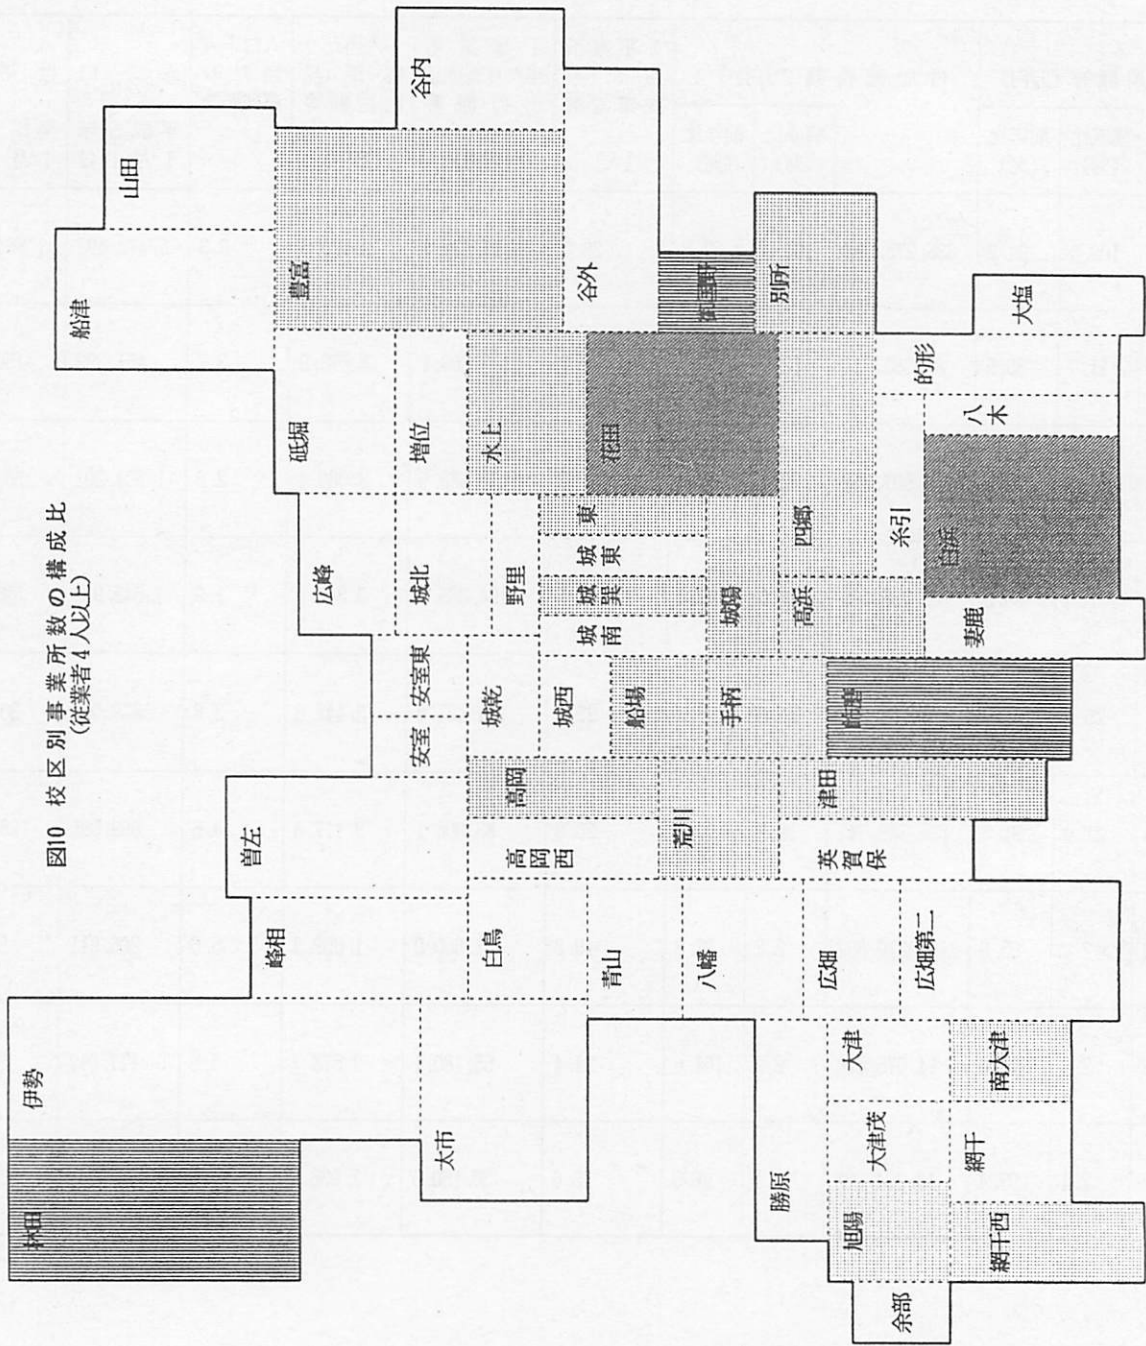 図10 校区別事業所数の構成比
(従業者4人以上)
谷内
山田
船津
豊富
谷外
御国野
別所
大塩
的形
八木
砥堀
増位
水上
花田
四郷
糸引
白浜
広峰
城北
野里
東
城東
城巽
城南
城陽
高浜
妻鹿
安室東
安室
城乾
城西
船場
手柄
飾磨
曽左
高岡
高岡西
荒川
津田
英賀保
峰相
白鳥
青山
八幡
広畑
広畑第二
伊勢
林田
太市
勝原
大津
南大津
大津茂
網干
旭陽
網干西
余部